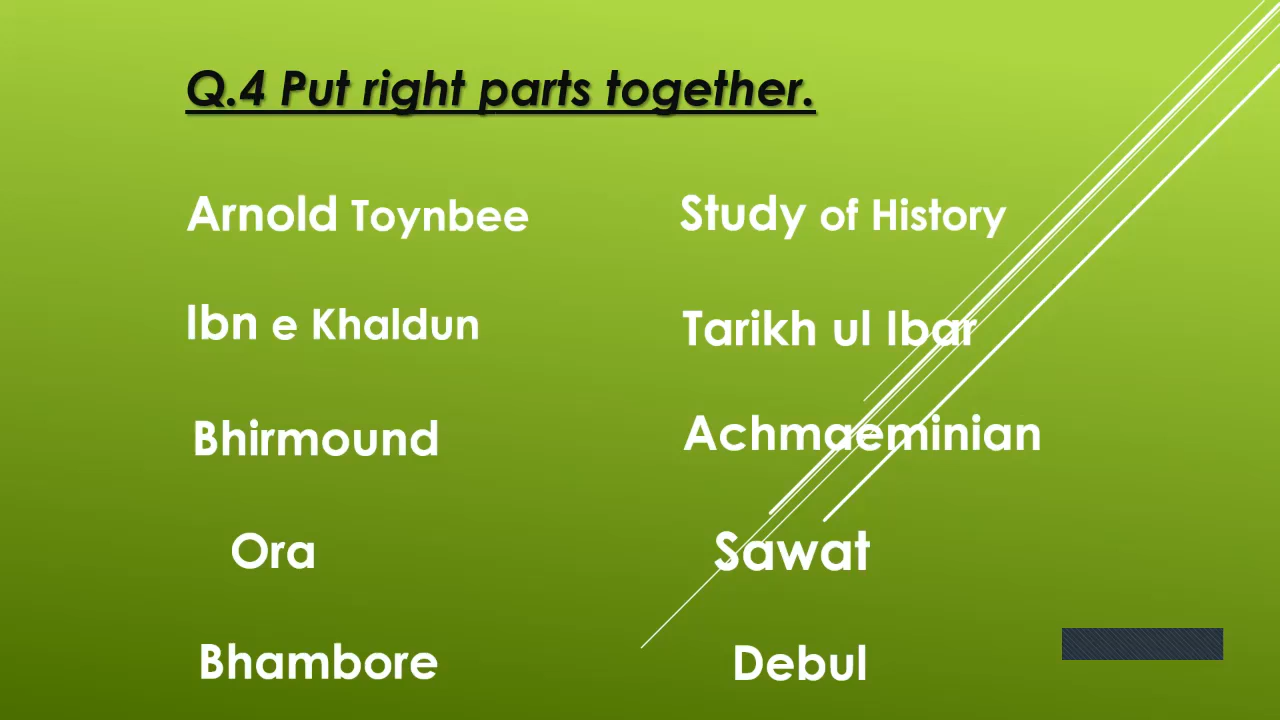 Q.4 Put right parts together.
Arnold Toynbee Study of History
Ibn e Khaldun Tarikh ul Ibar
Bhirmound Achmaeminian
Ora Sawat
Bhambore Debul